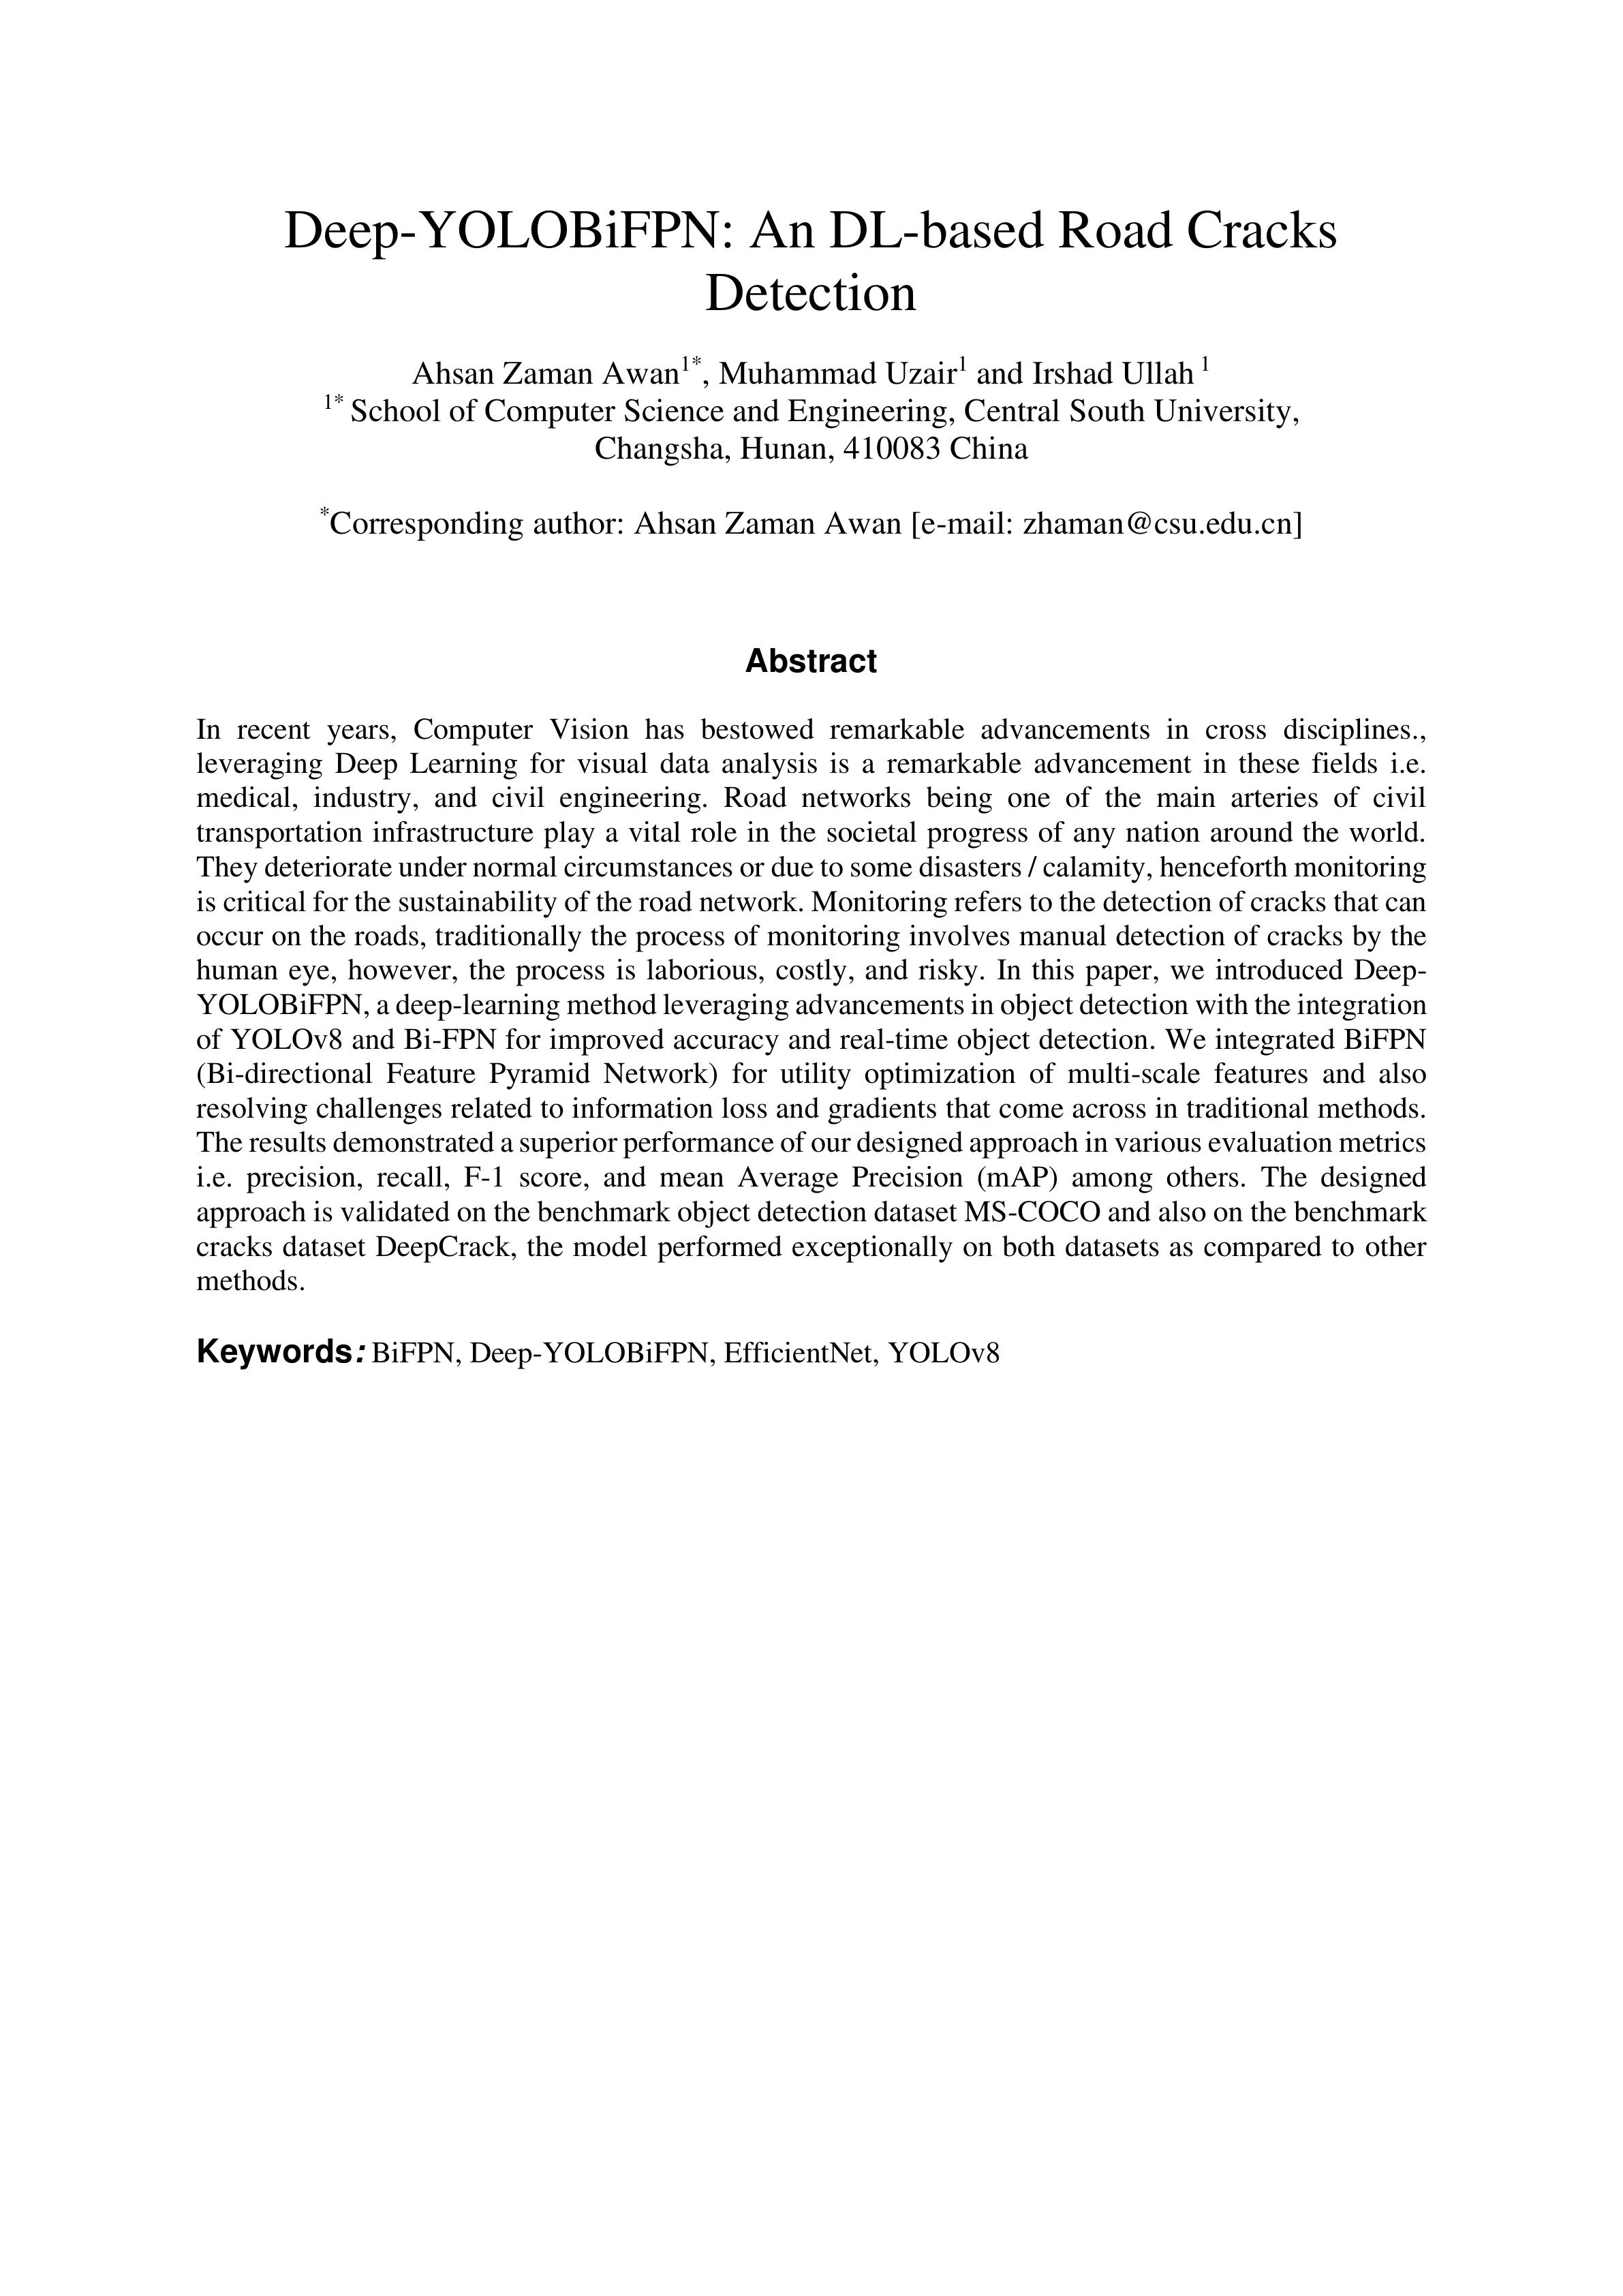 Deep-YOLOBiFPN: An DL-based Road Cracks
Detection
Ahsan Zaman Awan1*, Muhammad Uzair1 and Irshad Ullah 1
1* School of Computer Science and Engineering, Central South University,
Changsha, Hunan, 410083 China
*Corresponding author: Ahsan Zaman Awan [e-mail: zhaman@csu.edu.cn]
Abstract
In recent years, Computer Vision has bestowed remarkable advancements in cross disciplines.,
leveraging Deep Learning for visual data analysis is a remarkable advancement in these fields i.e.
medical, industry, and civil engineering. Road networks being one of the main arteries of civil
transportation infrastructure play a vital role in the societal progress of any nation around the world.
They deteriorate under normal circumstances or due to some disasters / calamity, henceforth monitoring
is critical for the sustainability of the road network. Monitoring refers to the detection of cracks that can
occur on the roads, traditionally the process of monitoring involves manual detection of cracks by the
human eye, however, the process is laborious, costly, and risky. In this paper, we introduced Deep-
YOLOBiFPN, a deep-learning method leveraging advancements in object detection with the integration
of YOLOv8 and Bi-FPN for improved accuracy and real-time object detection. We integrated BiFPN
(Bi-directional Feature Pyramid Network) for utility optimization of multi-scale features and also
resolving challenges related to information loss and gradients that come across in traditional methods.
The results demonstrated a superior performance of our designed approach in various evaluation metrics
i.e. precision, recall, F-1 score, and mean Average Precision (mAP) among others. The designed
approach is validated on the benchmark object detection dataset MS-COCO and also on the benchmark
cracks dataset DeepCrack, the model performed exceptionally on both datasets as compared to other
methods.
Keywords: BiFPN, Deep-YOLOBiFPN, EfficientNet, YOLOv8